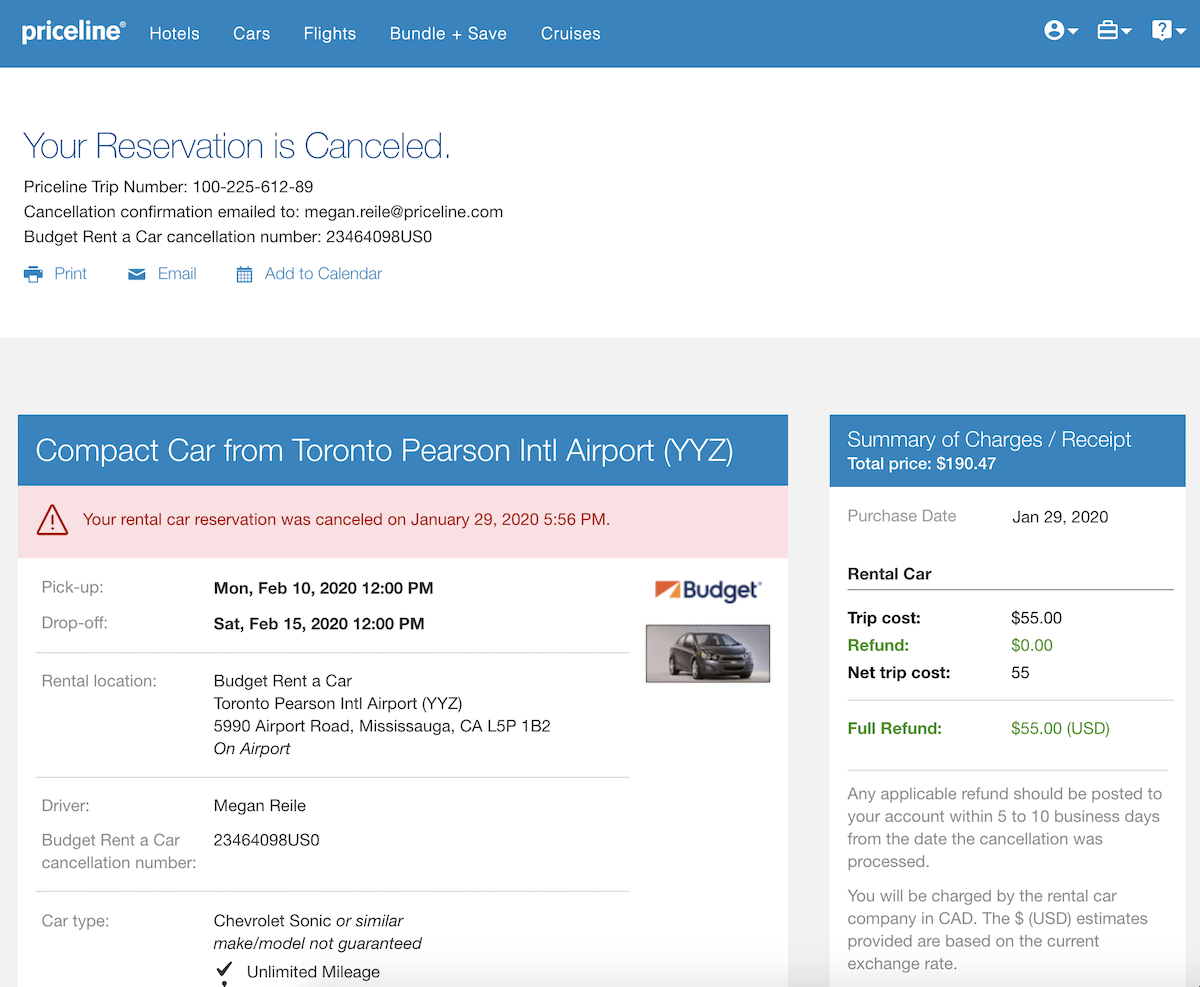 priceline®
Hotels
Cars
Flights
Bundle + Save
Cruises
?
Your Reservation is Canceled.
Priceline Trip Number: 100-225-612-89
Cancellation confirmation emailed to: megan.reile@priceline.com
Budget Rent a Car cancellation number: 23464098US0
Print
Email
Add to Calendar
Compact Car from Toronto Pearson Intl Airport (YYZ)
Your rental car reservation was canceled on January 29, 2020 5:56 PM.
Pick-up: Mon, Feb 10, 2020 12:00 PM
Drop-off: Sat, Feb 15, 2020 12:00 PM
Budget®
Rental location: Budget Rent a Car
Toronto Pearson Intl Airport (YYZ)
5990 Airport Road, Mississauga, CA L5P 1B2
On Airport
Driver: Megan Reile
Budget Rent a Car 23464098US0
cancellation number:
Car type: Chevrolet Sonic or similar
make/model not guaranteed
Unlimited Mileage
Summary of Charges / Receipt
Total price: $190.47
Purchase Date Jan 29, 2020
Rental Car
Trip cost: $55.00
Refund: $0.00
Net trip cost: 55
Full Refund: $55.00 (USD)
Any applicable refund should be posted to
your account within 5 to 10 business days
from the date the cancellation was
processed.
You will be charged by the rental car
company in CAD. The $ (USD) estimates
provided are based on the current
exchange rate.